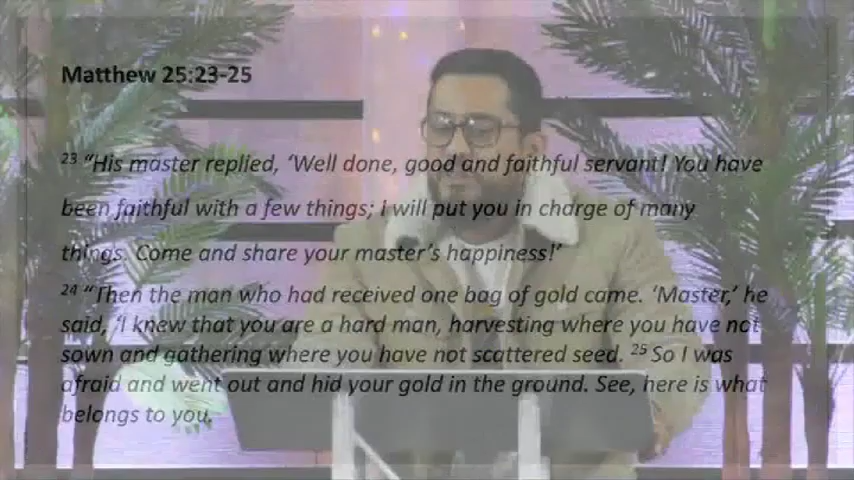 Matthew 25:23-25
23 “His master replied, ‘Well done, good and faithful servant! You have
been faithful with a few things; I will put you in charge of many
things. Come and share your master’s happiness!’
24 “Then the man who had received one bag of gold came. ‘Master,’ he
said, ‘I knew that you are a hard man, harvesting where you have not
sown and gathering where you have not scattered seed. 25 So I was
afraid and went out and hid your gold in the ground. See, here is what
belongs to you.